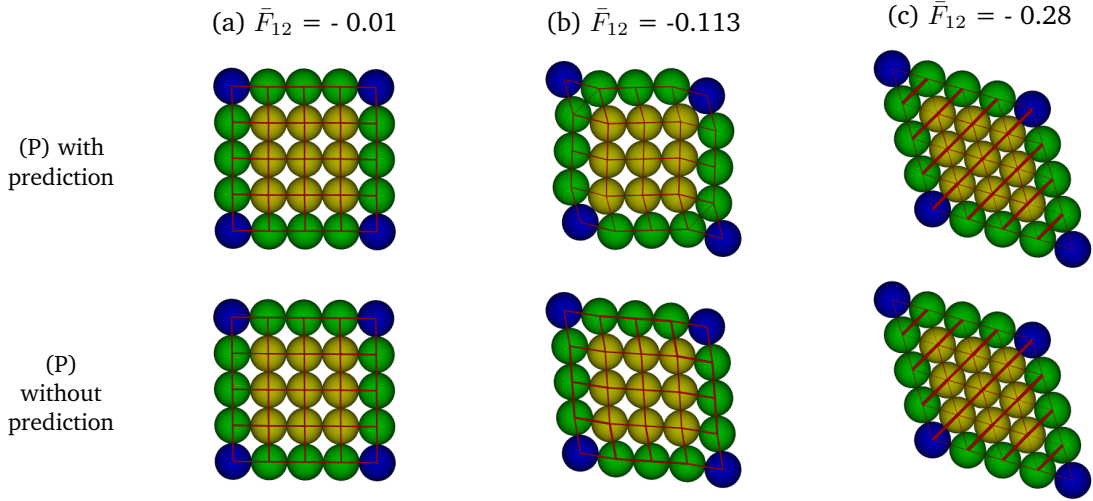 (a) F̄₁₂ = - 0.01
(b) F̄₁₂ = -0.113
(c) F̄₁₂ = - 0.28
(P) with
prediction
(P)
without
prediction